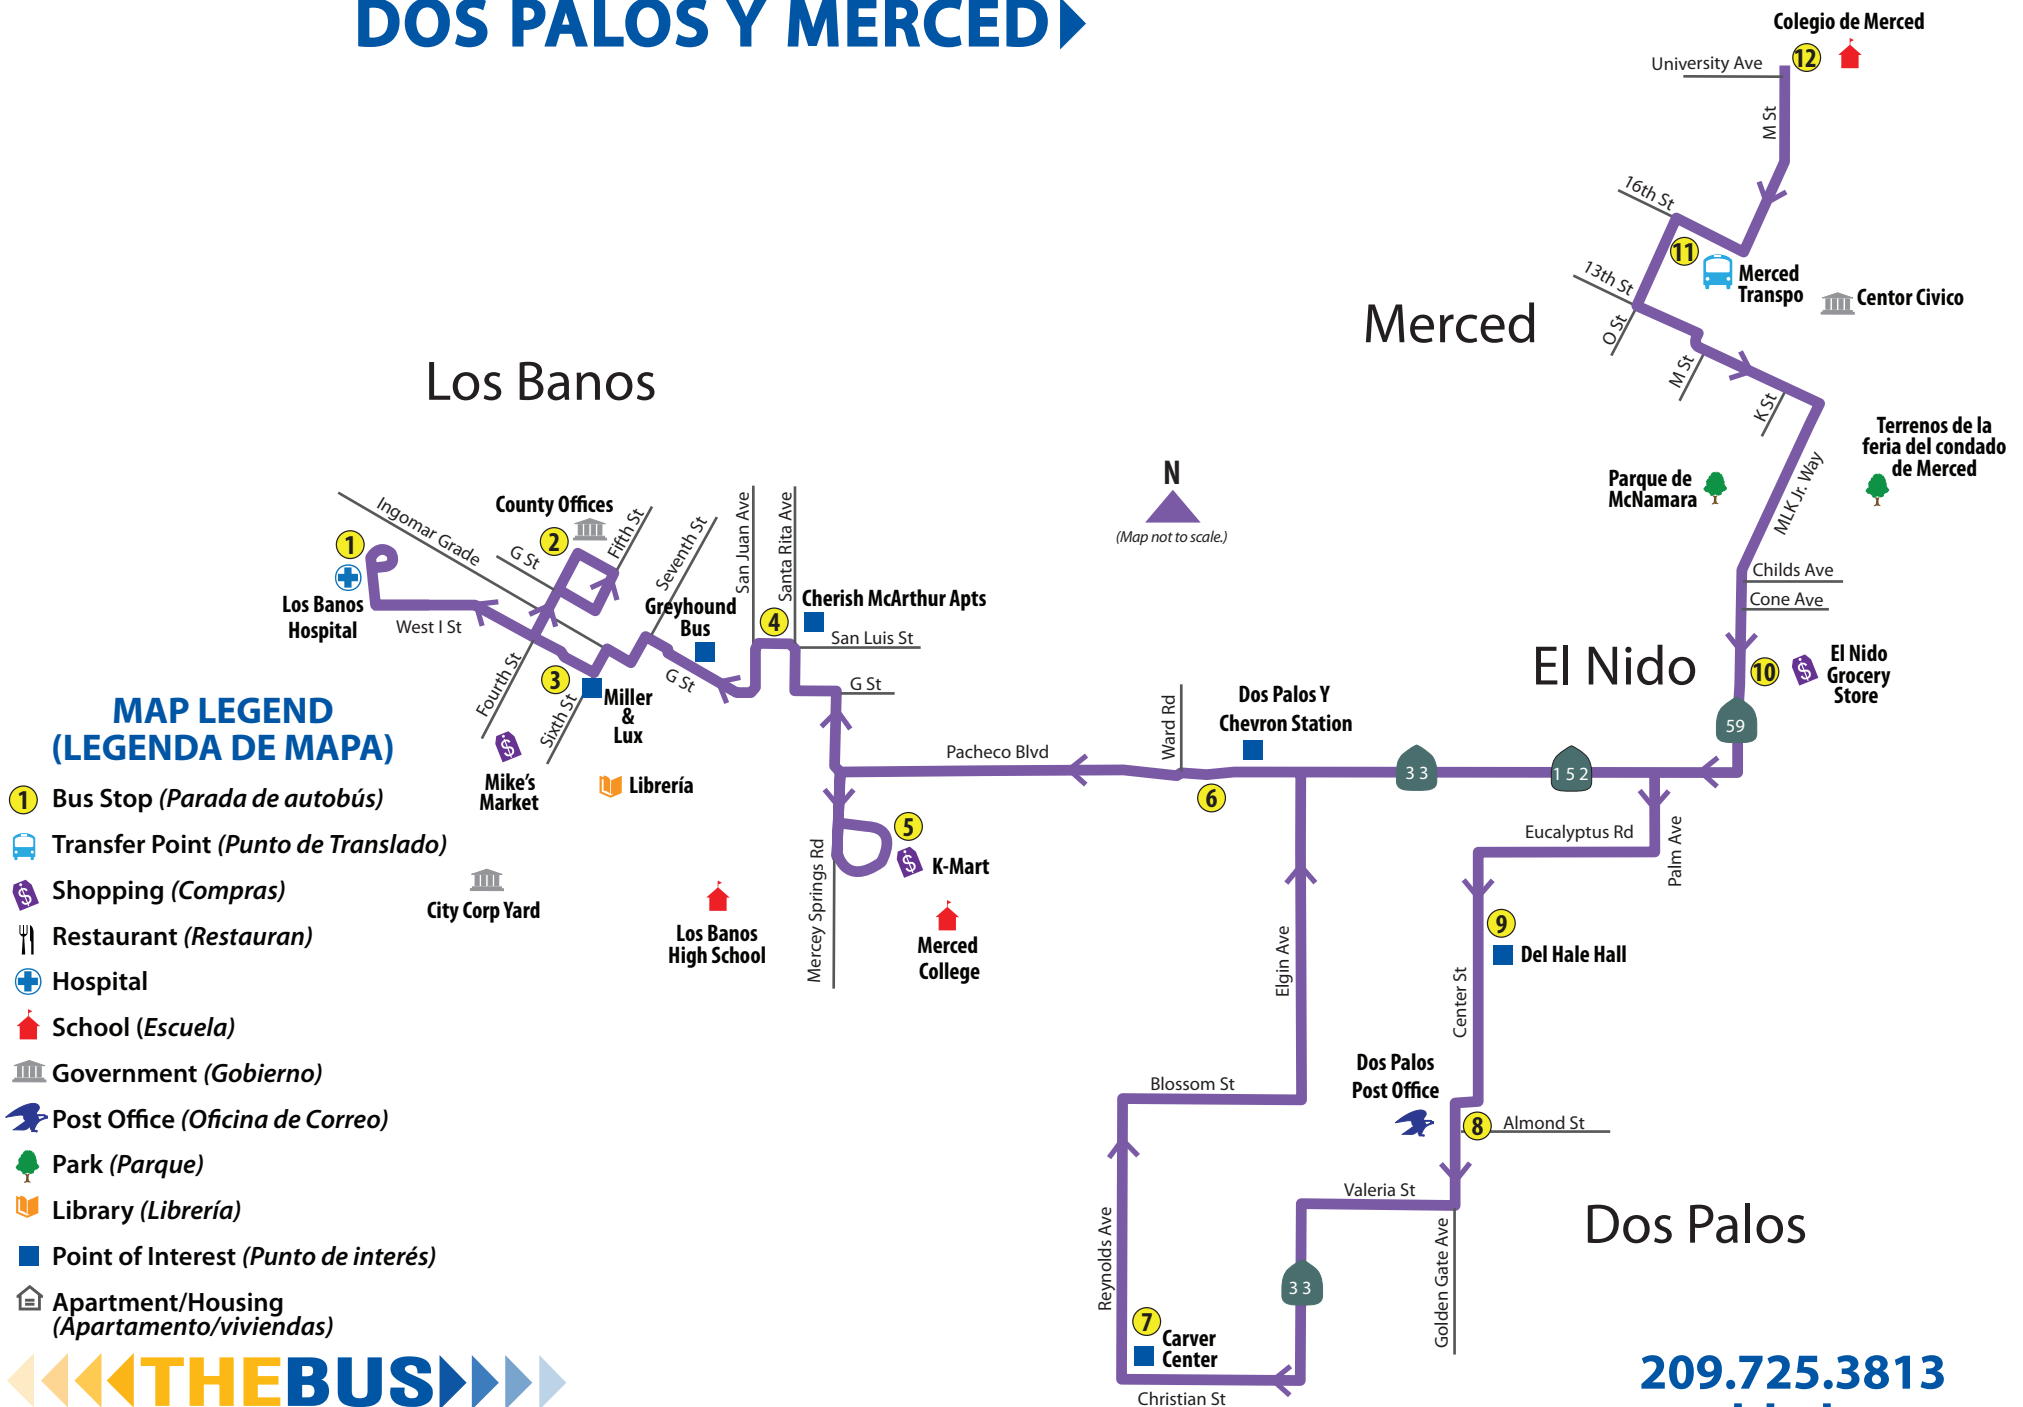 DOS PALOS Y MERCED
Colegio de Merced
12
University Ave
M St
16th St
11
Merced
Transpo
13th St
Centor Civico
O St
Merced
M St
K St
Los Banos
Terrenos de la
feria del condado
de Merced
Parque de
McNamara
MLK Jr. Way
N
(Map not to scale.)
Childs Ave
Cone Ave
El Nido
10
El Nido
Grocery
Store
59
County Offices
Ingomar Grade
1
2
G St
Fifth St
Seventh St
San Juan Ave
Santa Rita Ave
Los Banos
Hospital
West I St
Greyhound
Bus
4
Cherish McArthur Apts
San Luis St
Fourth St
3
Sixth St
Miller
&
Lux
G St
G St
Mike's
Market
Librería
Pacheco Blvd
Ward Rd
Dos Palos Y
Chevron Station
6
33
152
Eucalyptus Rd
Palm Ave
5
K-Mart
Mercey Springs Rd
City Corp Yard
Los Banos
High School
Merced
College
Elgin Ave
9
Del Hale Hall
Center St
Dos Palos
Post Office
Blossom St
8
Almond St
Valeria St
Dos Palos
Reynolds Ave
Golden Gate Ave
33
7
Carver
Center
Christian St
MAP LEGEND
(LEGENDA DE MAPA)
1 Bus Stop (Parada de autobús)
Transfer Point (Punto de Translado)
Shopping (Compras)
Restaurant (Restauran)
Hospital
School (Escuela)
Government (Gobierno)
Post Office (Oficina de Correo)
Park (Parque)
Library (Librería)
Point of Interest (Punto de interés)
Apartment/Housing
(Apartamento/viviendas)
THEBUS
209.725.3813